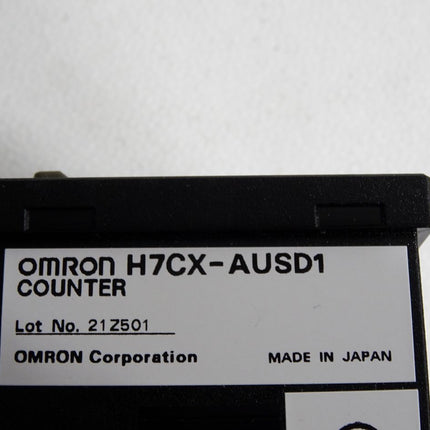 OMRON H7CX-AUSD1
COUNTER
Lot No. 21Z501
OMRON Corporation MADE IN JAPAN